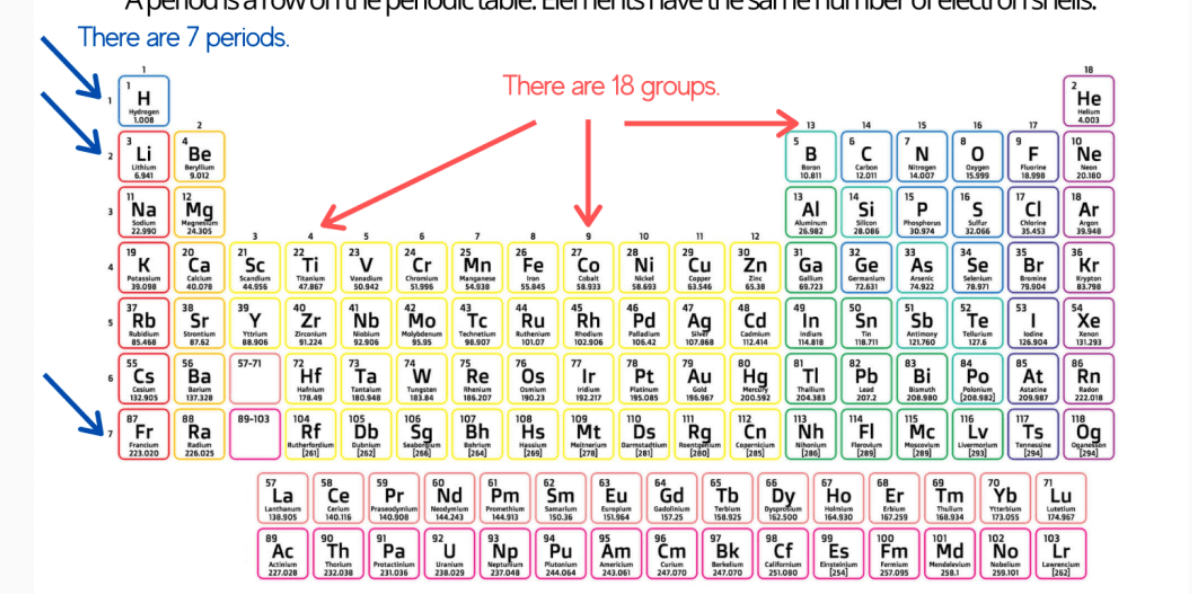 A period is a row on the periodic table. Elements have the same number of electron shells.
There are 7 periods.
There are 18 groups.
1 18
1 1 H Hydrogen 1.008 2 He Helium 4.003
2 13 14 15 16 17
2 3 Li Lithium 6.941 4 Be Beryllium 9.012 5 B Boron 10.811 6 C Carbon 12.011 7 N Nitrogen 14.007 8 O Oxygen 15.999 9 F Fluorine 18.998 10 Ne Neon 20.180
3 11 Na Sodium 22.990 12 Mg Magnesium 24.305 13 Al Aluminum 26.982 14 Si Silicon 28.086 15 P Phosphorus 30.974 16 S Sulfur 32.066 17 Cl Chlorine 35.453 18 Ar Argon 39.948
3 4 5 6 7 8 9 10 11 12
4 19 K Potassium 39.098 20 Ca Calcium 40.078 21 Sc Scandium 44.956 22 Ti Titanium 47.867 23 V Vanadium 50.942 24 Cr Chromium 51.996 25 Mn Manganese 54.938 26 Fe Iron 55.845 27 Co Cobalt 58.933 28 Ni Nickel 58.693 29 Cu Copper 63.546 30 Zn Zinc 65.38 31 Ga Gallium 69.723 32 Ge Germanium 72.631 33 As Arsenic 74.922 34 Se Selenium 78.971 35 Br Bromine 79.904 36 Kr Krypton 83.798
5 37 Rb Rubidium 85.468 38 Sr Strontium 87.62 39 Y Yttrium 88.906 40 Zr Zirconium 91.224 41 Nb Niobium 92.906 42 Mo Molybdenum 95.95 43 Tc Technetium 98.907 44 Ru Ruthenium 101.07 45 Rh Rhodium 102.906 46 Pd Palladium 106.42 47 Ag Silver 107.868 48 Cd Cadmium 112.414 49 In Indium 114.818 50 Sn Tin 118.711 51 Sb Antimony 121.760 52 Te Tellurium 127.6 53 I Iodine 126.904 54 Xe Xenon 131.293
6 55 Cs Cesium 132.905 56 Ba Barium 137.328 57-71 72 Hf Hafnium 178.49 73 Ta Tantalum 180.948 74 W Tungsten 183.84 75 Re Rhenium 186.207 76 Os Osmium 190.23 77 Ir Iridium 192.217 78 Pt Platinum 195.085 79 Au Gold 196.967 80 Hg Mercury 200.592 81 Tl Thallium 204.383 82 Pb Lead 207.2 83 Bi Bismuth 208.980 84 Po Polonium [208.982] 85 At Astatine 209.987 86 Rn Radon 222.018
7 87 Fr Francium 223.020 88 Ra Radium 226.025 89-103 104 Rf Rutherfordium [261] 105 Db Dubnium [262] 106 Sg Seaborgium [266] 107 Bh Bohrium [264] 108 Hs Hassium [269] 109 Mt Meitnerium [278] 110 Ds Darmstadtium [281] 111 Rg Roentgenium [280] 112 Cn Copernicium [285] 113 Nh Nihonium [286] 114 Fl Flerovium [289] 115 Mc Moscovium [289] 116 Lv Livermorium [293] 117 Ts Tennessine [294] 118 Og Oganesson [294]
57 La Lanthanum 138.905 58 Ce Cerium 140.116 59 Pr Praseodymium 140.908 60 Nd Neodymium 144.243 61 Pm Promethium 144.913 62 Sm Samarium 150.36 63 Eu Europium 151.964 64 Gd Gadolinium 157.25 65 Tb Terbium 158.925 66 Dy Dysprosium 162.500 67 Ho Holmium 164.930 68 Er Erbium 167.259 69 Tm Thulium 168.934 70 Yb Ytterbium 173.055 71 Lu Lutetium 174.967
89 Ac Actinium 227.028 90 Th Thorium 232.038 91 Pa Protactinium 231.036 92 U Uranium 238.029 93 Np Neptunium 237.048 94 Pu Plutonium 244.064 95 Am Americium 243.061 96 Cm Curium 247.070 97 Bk Berkelium 247.070 98 Cf Californium 251.080 99 Es Einsteinium [254] 100 Fm Fermium 257.095 101 Md Mendelevium 258.1 102 No Nobelium 259.101 103 Lr Lawrencium [262]